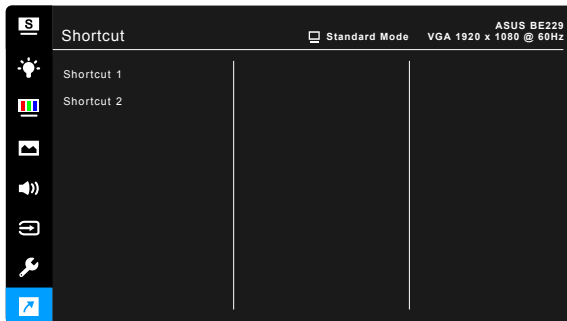 S
Shortcut
Standard Mode
ASUS BE229
VGA 1920 x 1080 @ 60Hz
Shortcut 1
Shortcut 2